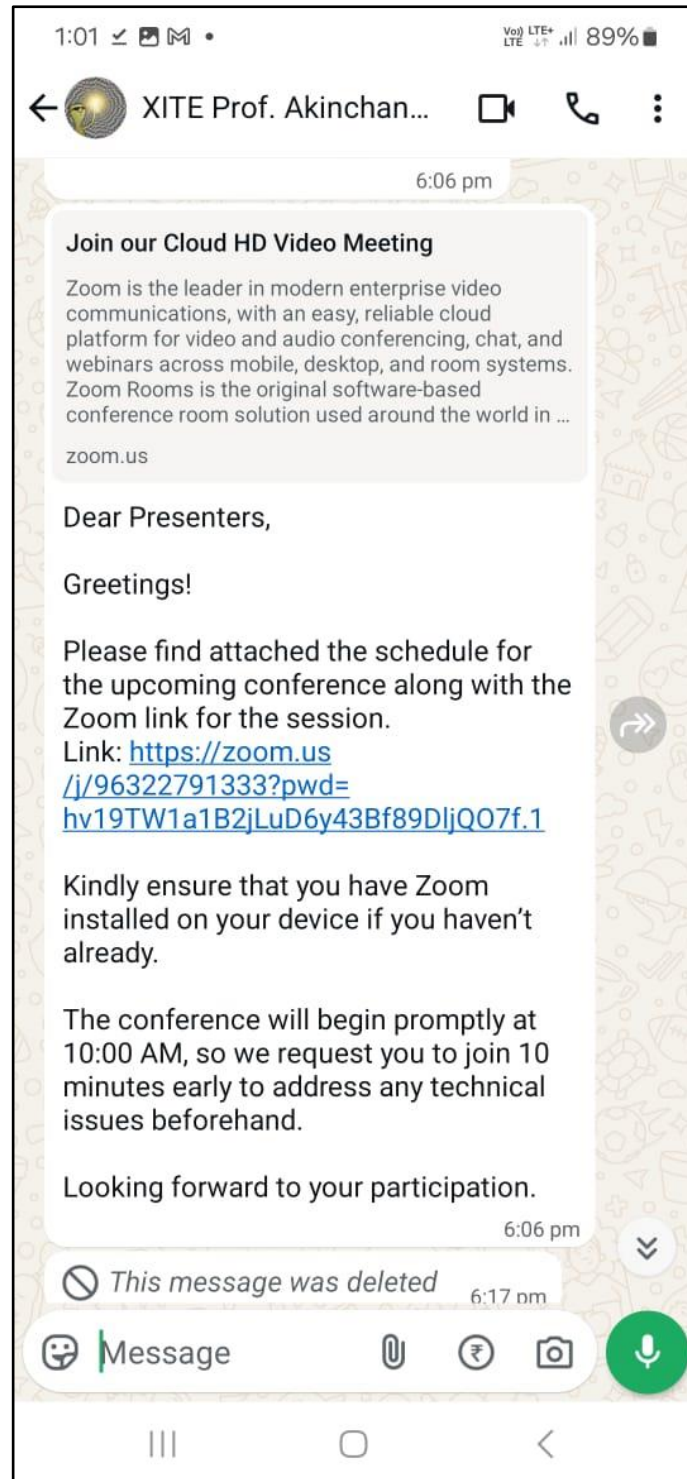 1:01
Vo)) LTE+
LTE
89%
XITE Prof. Akinchan...
6:06 pm
Join our Cloud HD Video Meeting
Zoom is the leader in modern enterprise video
communications, with an easy, reliable cloud
platform for video and audio conferencing, chat, and
webinars across mobile, desktop, and room systems.
Zoom Rooms is the original software-based
conference room solution used around the world in ...
zoom.us
Dear Presenters,
Greetings!
Please find attached the schedule for
the upcoming conference along with the
Zoom link for the session.
Link: https://zoom.us
/j/96322791333?pwd=
hv19TW1a1B2jLuD6y43Bf89DljQO7f.1
Kindly ensure that you have Zoom
installed on your device if you haven’t
already.
The conference will begin promptly at
10:00 AM, so we request you to join 10
minutes early to address any technical
issues beforehand.
Looking forward to your participation.
6:06 pm
This message was deleted
6:17 pm
Message